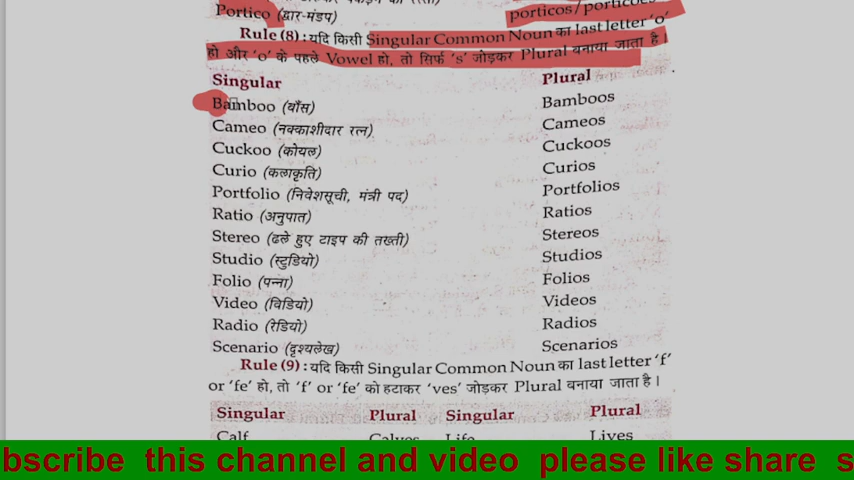 Portico (द्वार-मंडप) porticos/porticoes
Rule (8) : यदि किसी Singular Common Noun का last letter 'o'
हो और 'o' के पहले Vowel हो, तो सिर्फ 's' जोड़कर Plural बनाया जाता है।
Singular Plural
Bamboo (बाँस) Bamboos
Cameo (नक्काशीदार रत्न) Cameos
Cuckoo (कोयल) Cuckoos
Curio (कलाकृति) Curios
Portfolio (निवेशसूची, मंत्री पद) Portfolios
Ratio (अनुपात) Ratios
Stereo (ढले हुए टाइप की तख्ती) Stereos
Studio (स्टुडियो) Studios
Folio (पन्ना) Folios
Video (विडियो) Videos
Radio (रेडियो) Radios
Scenario (दृश्यलेख) Scenarios
Rule (9) : यदि किसी Singular Common Noun का last letter 'f'
or 'fe' हो, तो 'f' or 'fe' को हटाकर 'ves' जोड़कर Plural बनाया जाता है।
Singular Plural Singular Plural
Calf Calves Life Lives
bscribe this channel and video please like share s